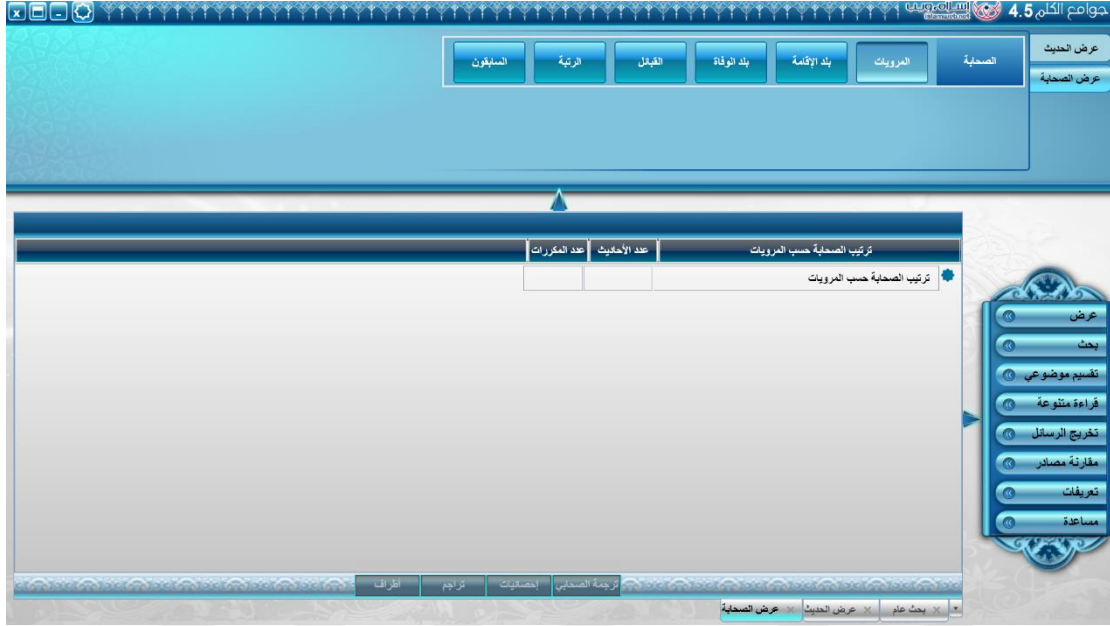 جوامع الكلم 4.5 إسلام ويب islamweb.net
عرض الحديث
عرض الصحابة
الصحابة المرويات بلد الإقامة بلد الوفاة القبائل الرتبة السابقون
ترتيب الصحابة حسب المرويات عدد الأحاديث عدد المكررات
ترتيب الصحابة حسب المرويات
عرض
بحث
تقسيم موضوعي
قراءة متنوعة
تخريج الرسائل
مقارنة مصادر
تعريفات
مساعدة
ترجمة الصحابي إحصائيات تراجم أطراف
بحث عام عرض الحديث عرض الصحابة